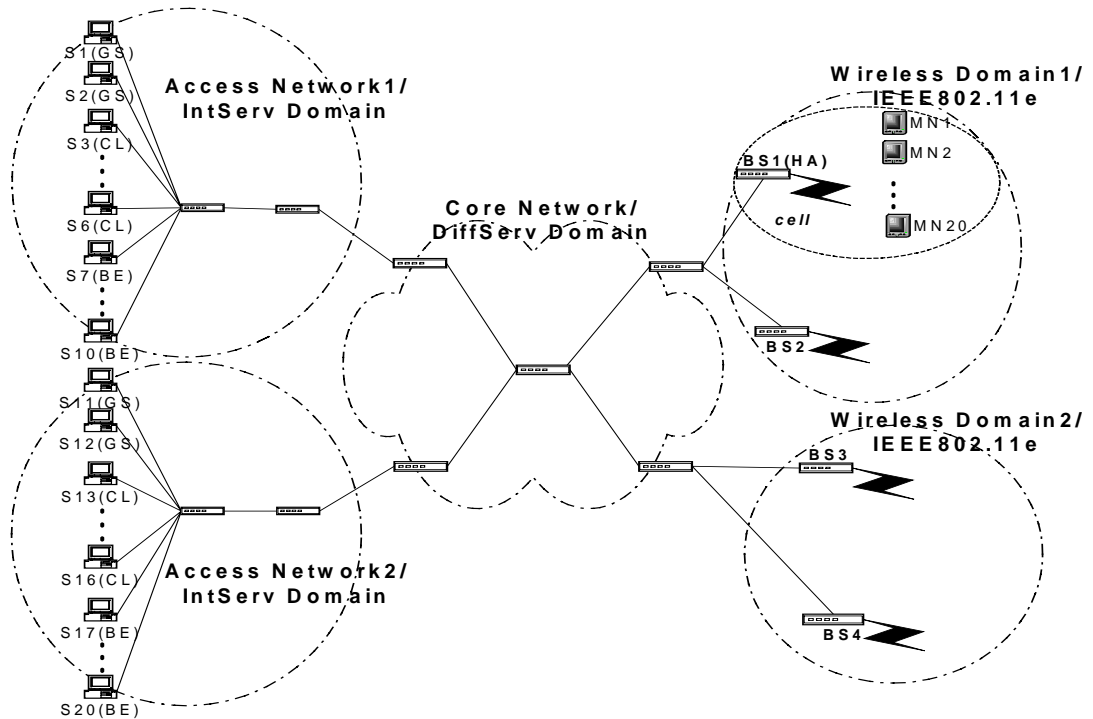 S1(GS)
S2(GS)
S3(CL)
S6(CL)
S7(BE)
S10(BE)
Access Network1/
IntServ Domain
S11(GS)
S12(GS)
S13(CL)
S16(CL)
S17(BE)
S20(BE)
Access Network2/
IntServ Domain
Core Network/
DiffServ Domain
Wireless Domain1/
IEEE802.11e
MN1
MN2
MN20
BS1(HA)
cell
BS2
Wireless Domain2/
IEEE802.11e
BS3
BS4